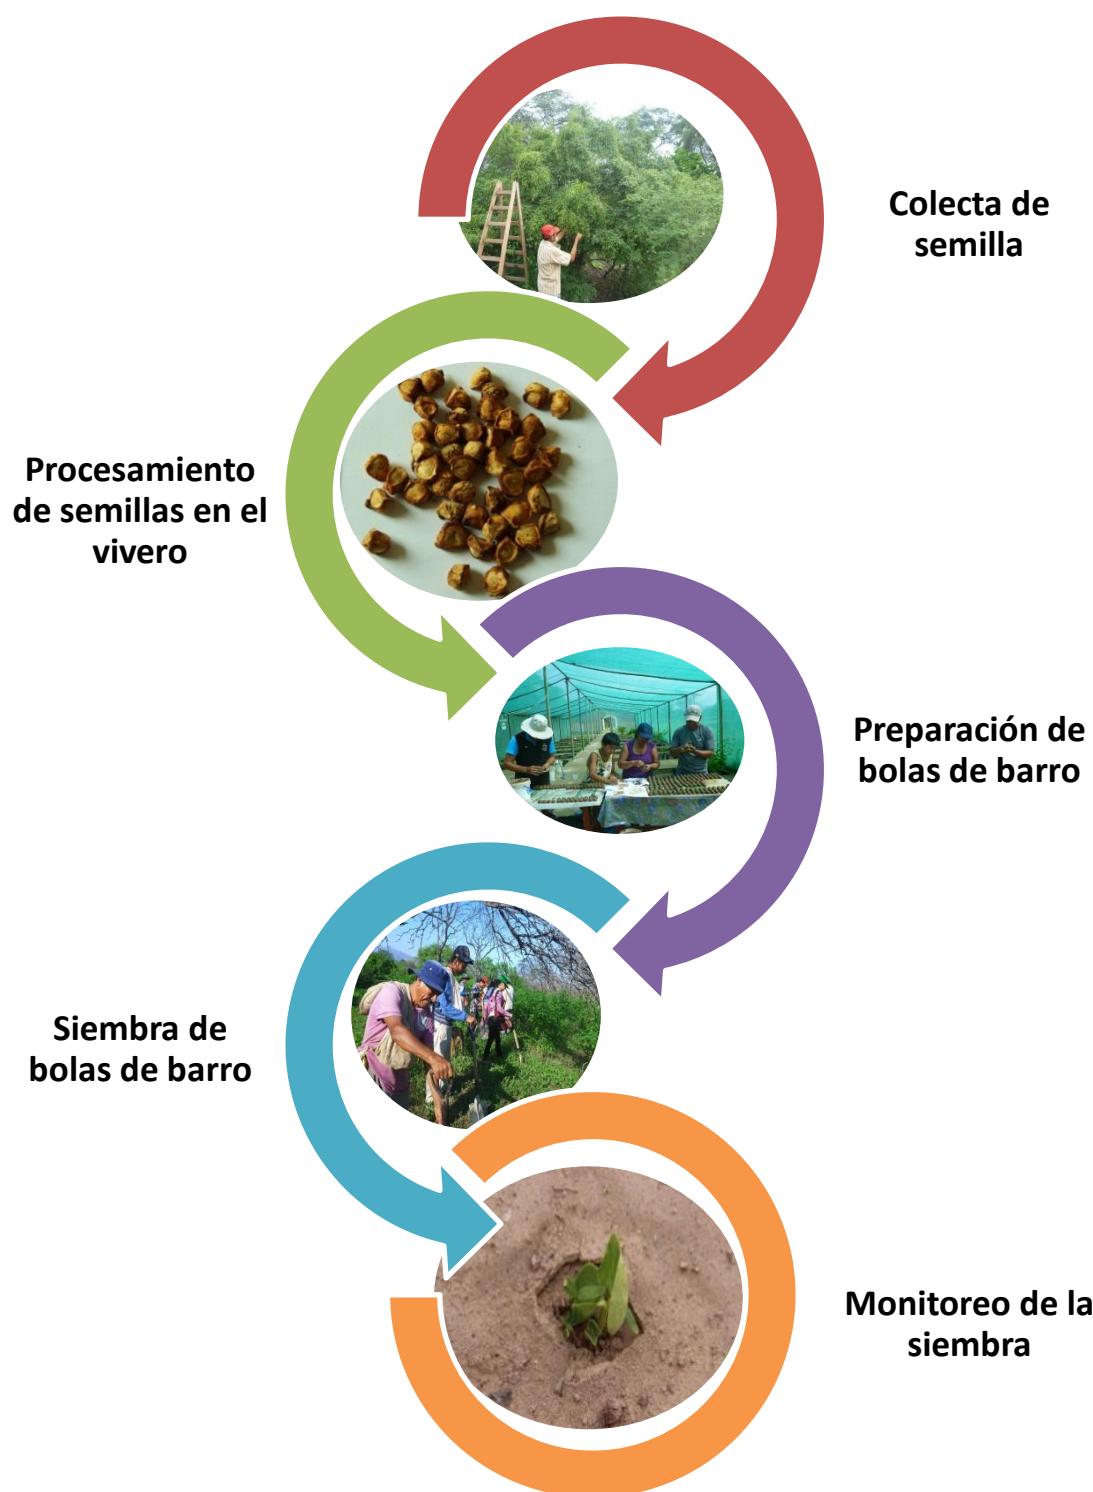 Colecta de
semilla
Procesamiento
de semillas en el
vivero
Preparación de
bolas de barro
Siembra de
bolas de barro
Monitoreo de la
siembra